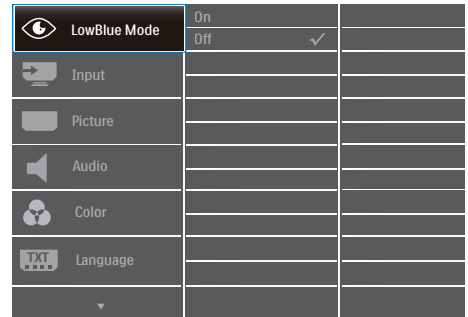 LowBlue Mode
On
Off
Input
Picture
Audio
Color
TXT
Language